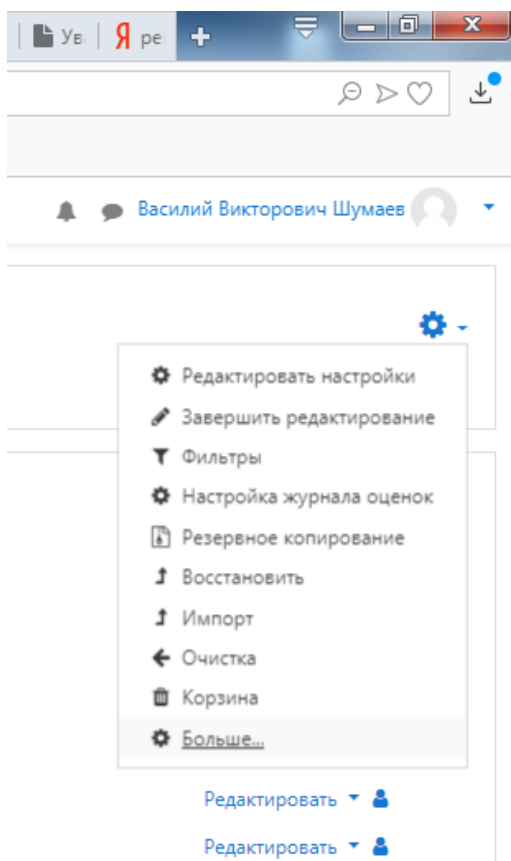 Ув Я ре
Василий Викторович Шумаев
Редактировать настройки
Завершить редактирование
Фильтры
Настройка журнала оценок
Резервное копирование
Восстановить
Импорт
Очистка
Корзина
Больше...
Редактировать
Редактировать